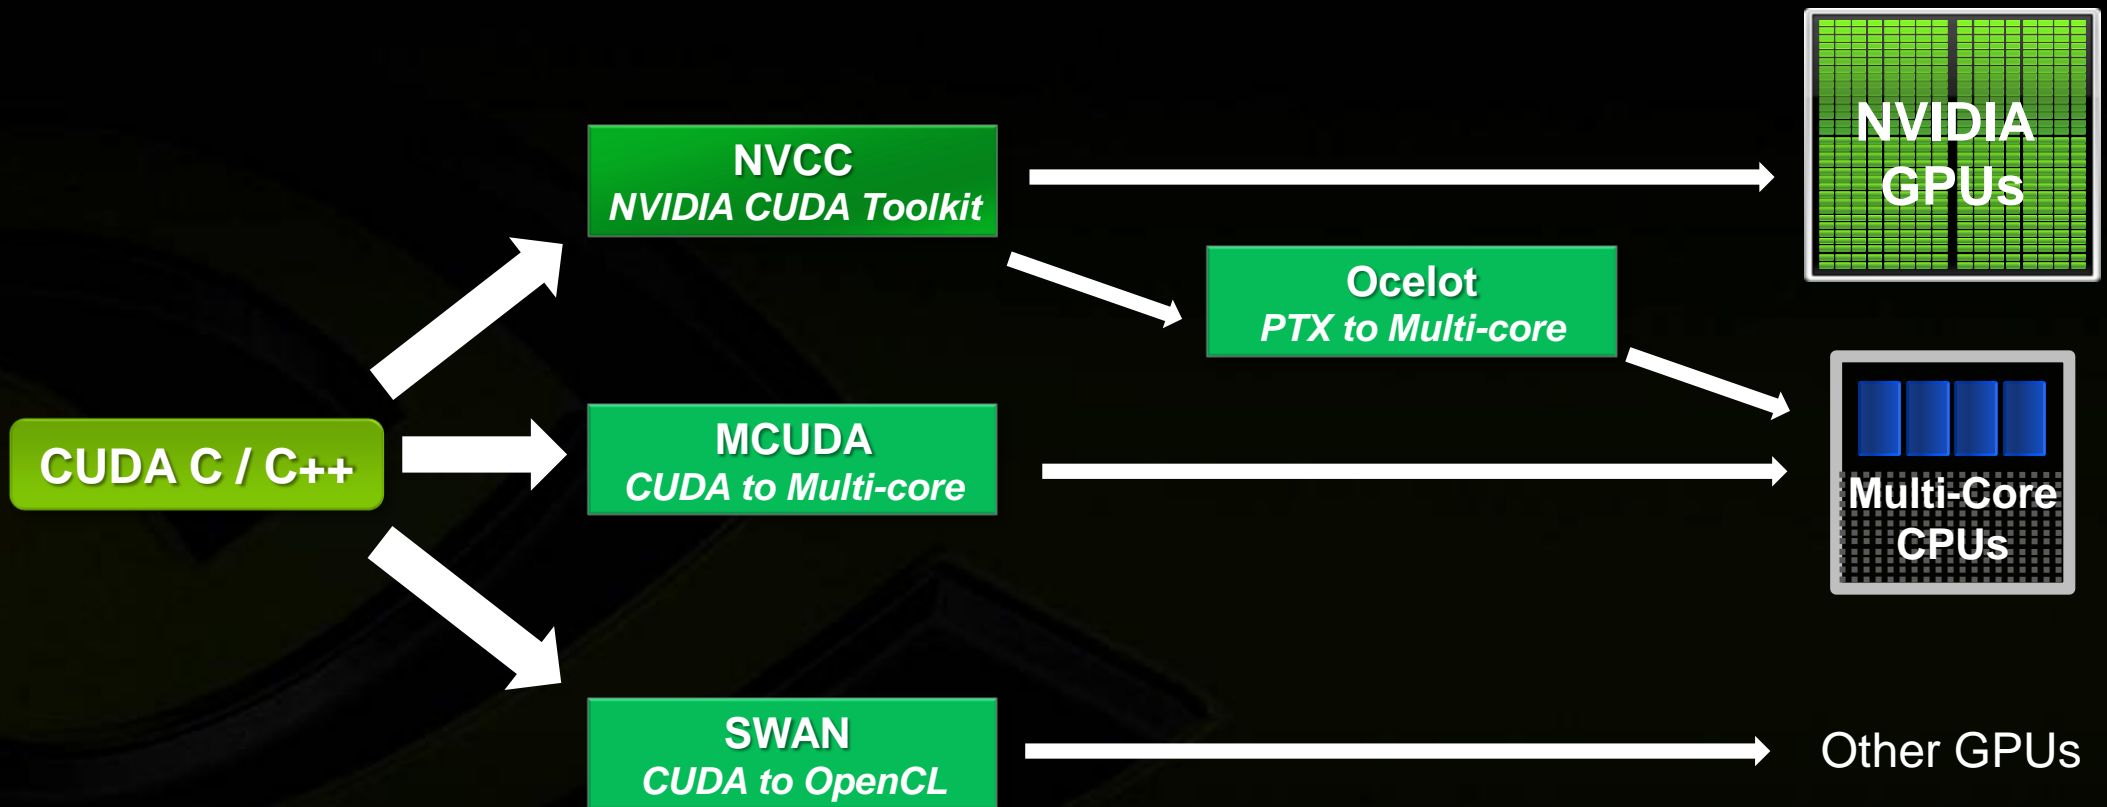 NVIDIA
GPUs
NVCC
NVIDIA CUDA Toolkit
Ocelot
PTX to Multi-core
CUDA C / C++
MCUDA
CUDA to Multi-core
Multi-Core
CPUs
SWAN
CUDA to OpenCL
Other GPUs